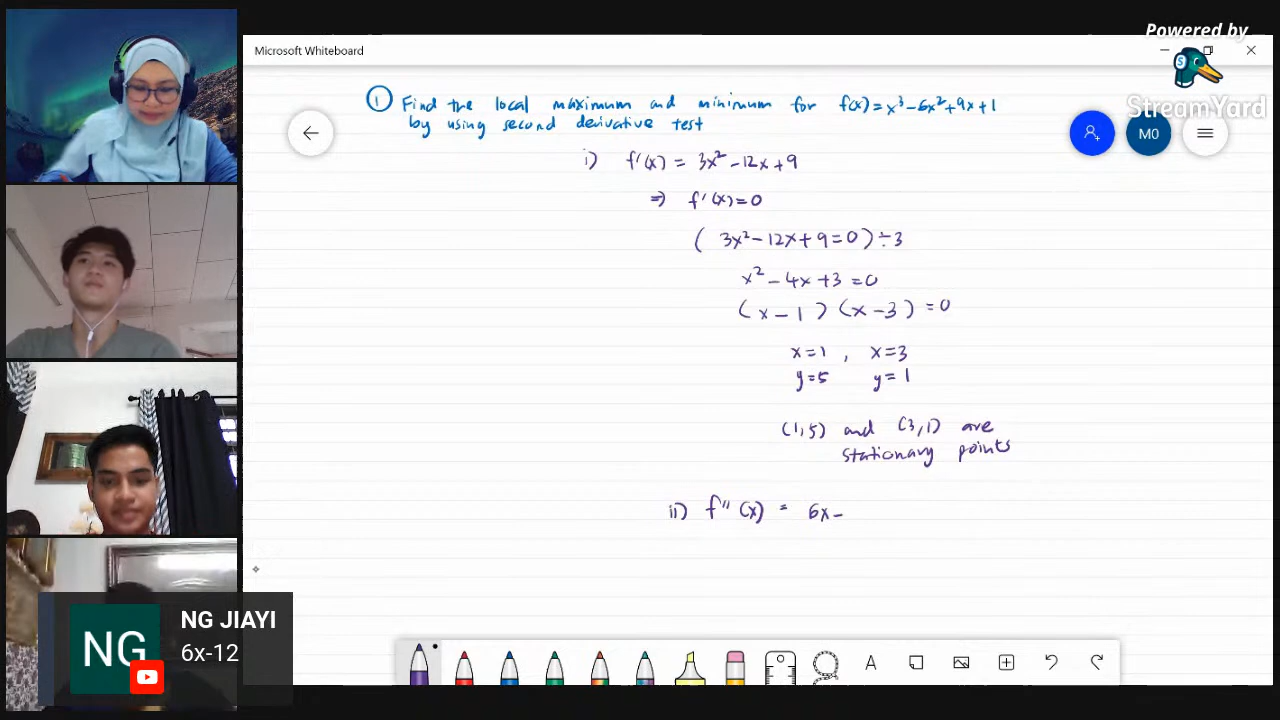 Powered by
StreamYard
Microsoft Whiteboard
M0
① Find the local maximum and minimum for f(x) = x³ - 6x² + 9x + 1
by using second derivative test
i) f'(x) = 3x² - 12x + 9
⇒ f'(x) = 0
( 3x² - 12x + 9 = 0 ) ÷ 3
x² - 4x + 3 = 0
( x - 1 ) ( x - 3 ) = 0
x = 1 , x = 3
y = 5 y = 1
(1,5) and (3,1) are
stationary points
ii) f''(x) = 6x -
NG JIAYI
NG
6x-12
A